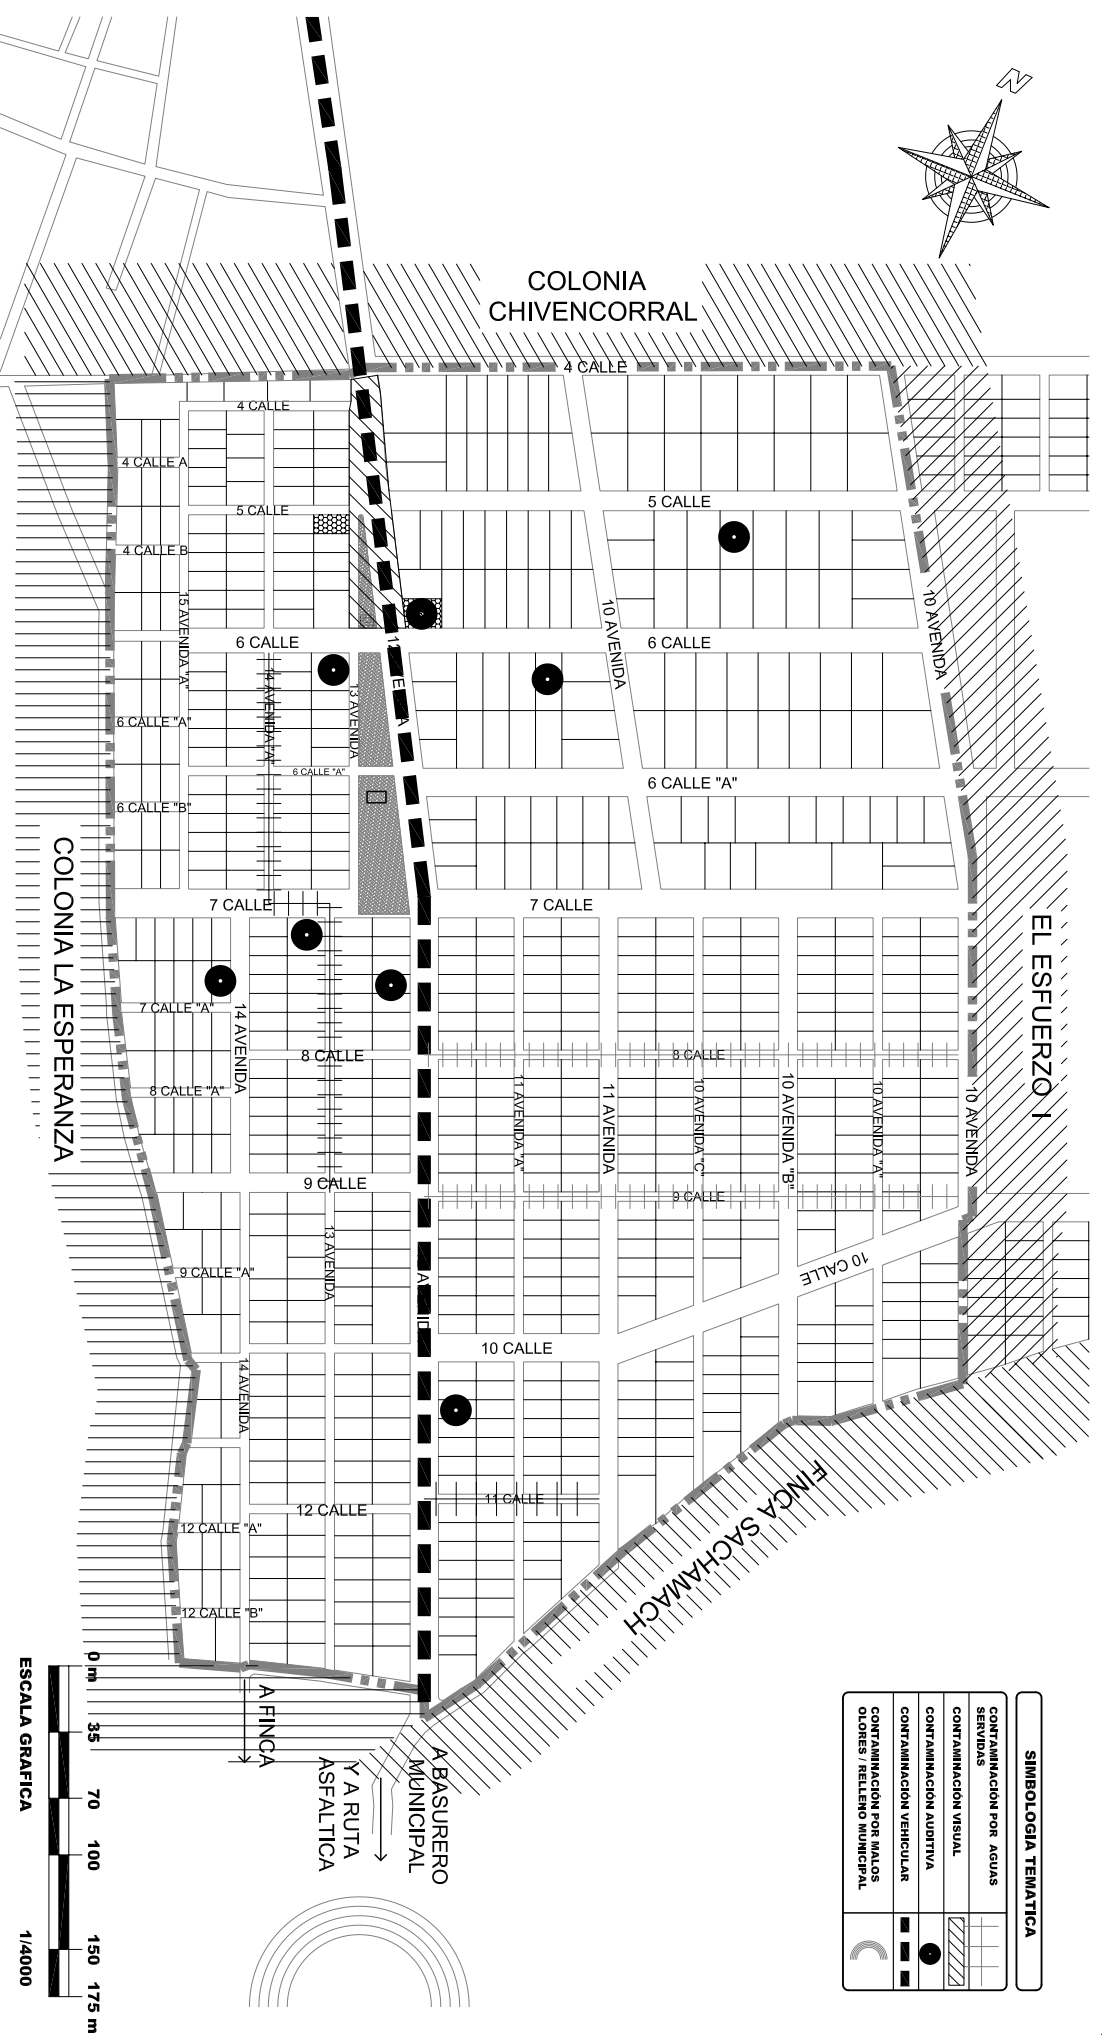 N
COLONIA
CHIVENCORRAL
4 CALLE
4 CALLE
4 CALLE A
5 CALLE
5 CALLE
4 CALLE B
15 AVENIDA "A"
10 AVENIDA
10 AVENIDA
6 CALLE
6 CALLE
14 AVENIDA "A"
13 AVENIDA
6 CALLE "A"
6 CALLE "A"
6 CALLE "A"
6 CALLE "B"
COLONIA LA ESPERANZA
7 CALLE
7 CALLE
EL ESFUERZO I
7 CALLE "A"
14 AVENIDA
8 CALLE
8 CALLE
8 CALLE "A"
11 AVENIDA "A"
11 AVENIDA
10 AVENIDA "C"
10 AVENIDA "B"
10 AVENIDA "A"
10 AVENIDA
9 CALLE
9 CALLE
13 AVENIDA
9 CALLE "A"
10 CALLE
10 CALLE
14 AVENIDA
11 CALLE
12 CALLE
12 CALLE "A"
12 CALLE "B"
FINCA SACHAMACH
A FINCA
A BASURERO
MUNICIPAL
Y A RUTA
ASFALTICA
SIMBOLOGIA TEMATICA
CONTAMINACIÓN POR AGUAS
SERVIDAS
CONTAMINACIÓN VISUAL
CONTAMINACIÓN AUDITIVA
CONTAMINACIÓN VEHICULAR
CONTAMINACIÓN POR MALOS
OLORES / RELLENO MUNICIPAL
0 m 35 70 100 150 175 m
ESCALA GRAFICA 1/4000